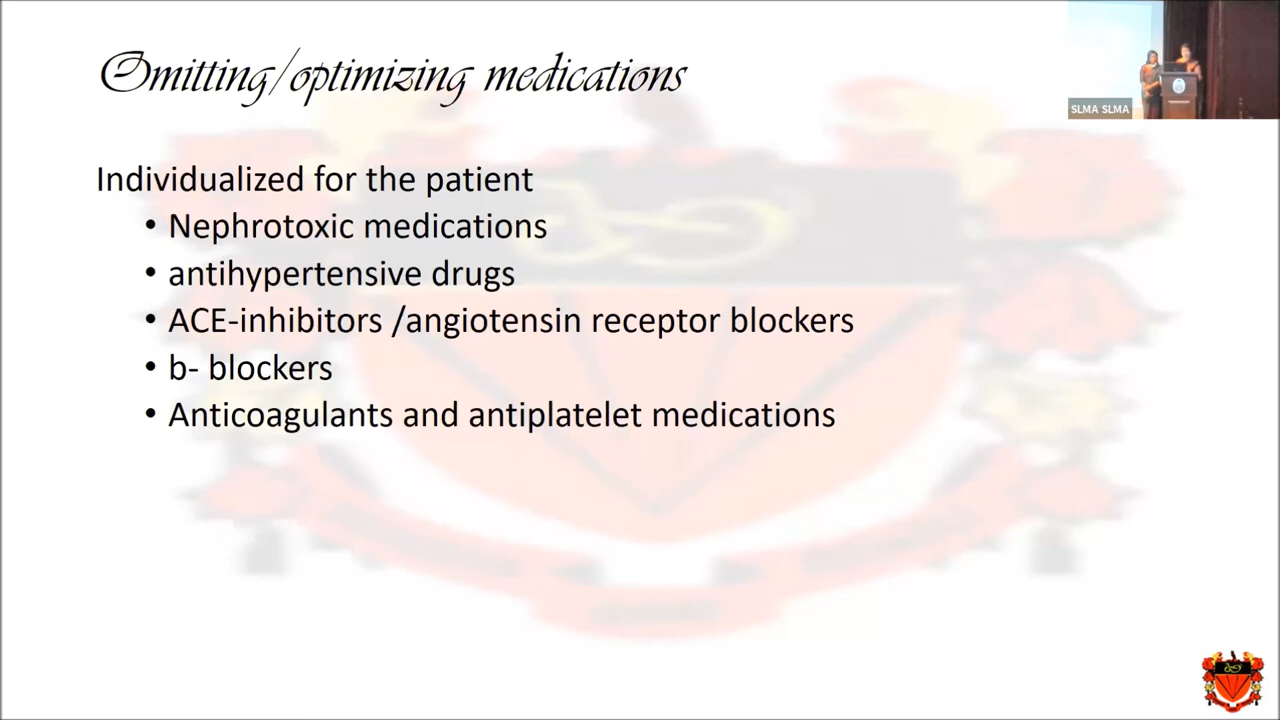 Omitting/optimizing medications
SLMA SLMA
Individualized for the patient
• Nephrotoxic medications
• antihypertensive drugs
• ACE-inhibitors /angiotensin receptor blockers
• b- blockers
• Anticoagulants and antiplatelet medications